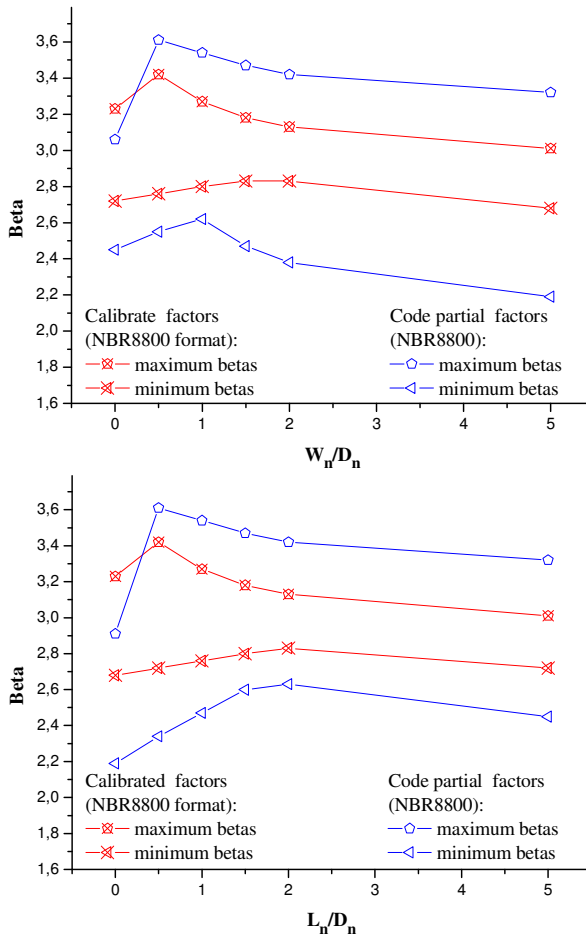 3,6
3,4
3,2
3,0
2,8
2,6
2,4
2,2
2,0
1,8
1,6
Beta
Calibrate factors
(NBR8800 format):
maximum betas
minimum betas
Code partial factors
(NBR8800):
maximum betas
minimum betas
0 1 2 3 4 5
Wn/Dn
3,6
3,4
3,2
3,0
2,8
2,6
2,4
2,2
2,0
1,8
1,6
Beta
Calibrated factors
(NBR8800 format):
maximum betas
minimum betas
Code partial factors
(NBR8800):
maximum betas
minimum betas
0 1 2 3 4 5
Ln/Dn